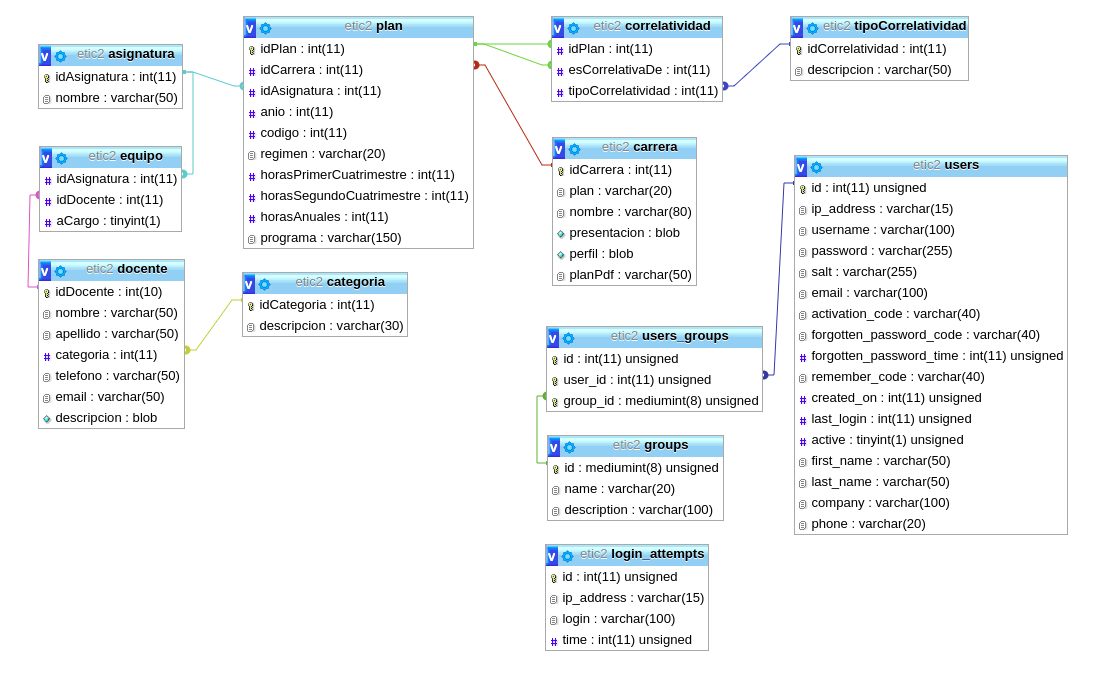 v etic2 asignatura
idAsignatura : int(11)
nombre : varchar(50)
v etic2 equipo
idAsignatura : int(11)
idDocente : int(11)
aCargo : tinyint(1)
v etic2 docente
idDocente : int(10)
nombre : varchar(50)
apellido : varchar(50)
categoria : int(11)
telefono : varchar(50)
email : varchar(50)
descripcion : blob
v etic2 plan
idPlan : int(11)
idCarrera : int(11)
idAsignatura : int(11)
anio : int(11)
codigo : int(11)
regimen : varchar(20)
horasPrimerCuatrimestre : int(11)
horasSegundoCuatrimestre : int(11)
horasAnuales : int(11)
programa : varchar(150)
v etic2 categoria
idCategoria : int(11)
descripcion : varchar(30)
v etic2 correlatividad
idPlan : int(11)
esCorrelativaDe : int(11)
tipoCorrelatividad : int(11)
v etic2 tipoCorrelatividad
idCorrelatividad : int(11)
descripcion : varchar(50)
v etic2 carrera
idCarrera : int(11)
plan : varchar(20)
nombre : varchar(80)
presentacion : blob
perfil : blob
planPdf : varchar(50)
v etic2 users_groups
id : int(11) unsigned
user_id : int(11) unsigned
group_id : mediumint(8) unsigned
v etic2 groups
id : mediumint(8) unsigned
name : varchar(20)
description : varchar(100)
v etic2 login_attempts
id : int(11) unsigned
ip_address : varchar(15)
login : varchar(100)
time : int(11) unsigned
v etic2 users
id : int(11) unsigned
ip_address : varchar(15)
username : varchar(100)
password : varchar(255)
salt : varchar(255)
email : varchar(100)
activation_code : varchar(40)
forgotten_password_code : varchar(40)
forgotten_password_time : int(11) unsigned
remember_code : varchar(40)
created_on : int(11) unsigned
last_login : int(11) unsigned
active : tinyint(1) unsigned
first_name : varchar(50)
last_name : varchar(50)
company : varchar(100)
phone : varchar(20)